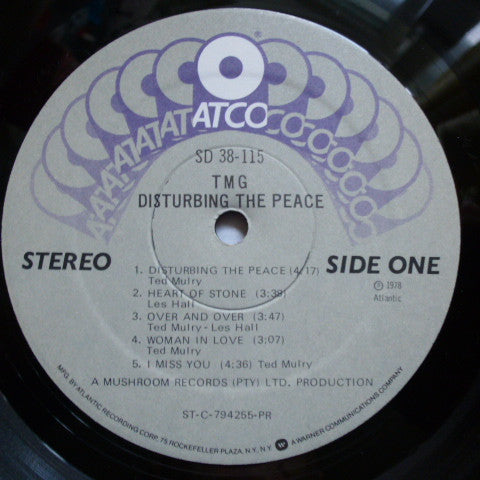 ATATATATATATCOCOCOCOCO
ATCO ®
SD 38-115
TMG
DISTURBING THE PEACE
STEREO
SIDE ONE
℗ 1978
Atlantic
1. DISTURBING THE PEACE (4:17)
Ted Mulry
2. HEART OF STONE (3:39)
Les Hall
3. OVER AND OVER (3:47)
Ted Mulry - Les Hall
4. WOMAN IN LOVE (3:07)
Ted Mulry
5. I MISS YOU (4:36) Ted Mulry
A MUSHROOM RECORDS (PTY) LTD. PRODUCTION
ST-C-794255-PR
MFG. BY ATLANTIC RECORDING CORP. 75 ROCKEFELLER PLAZA, N.Y., N.Y. A WARNER COMMUNICATIONS COMPANY